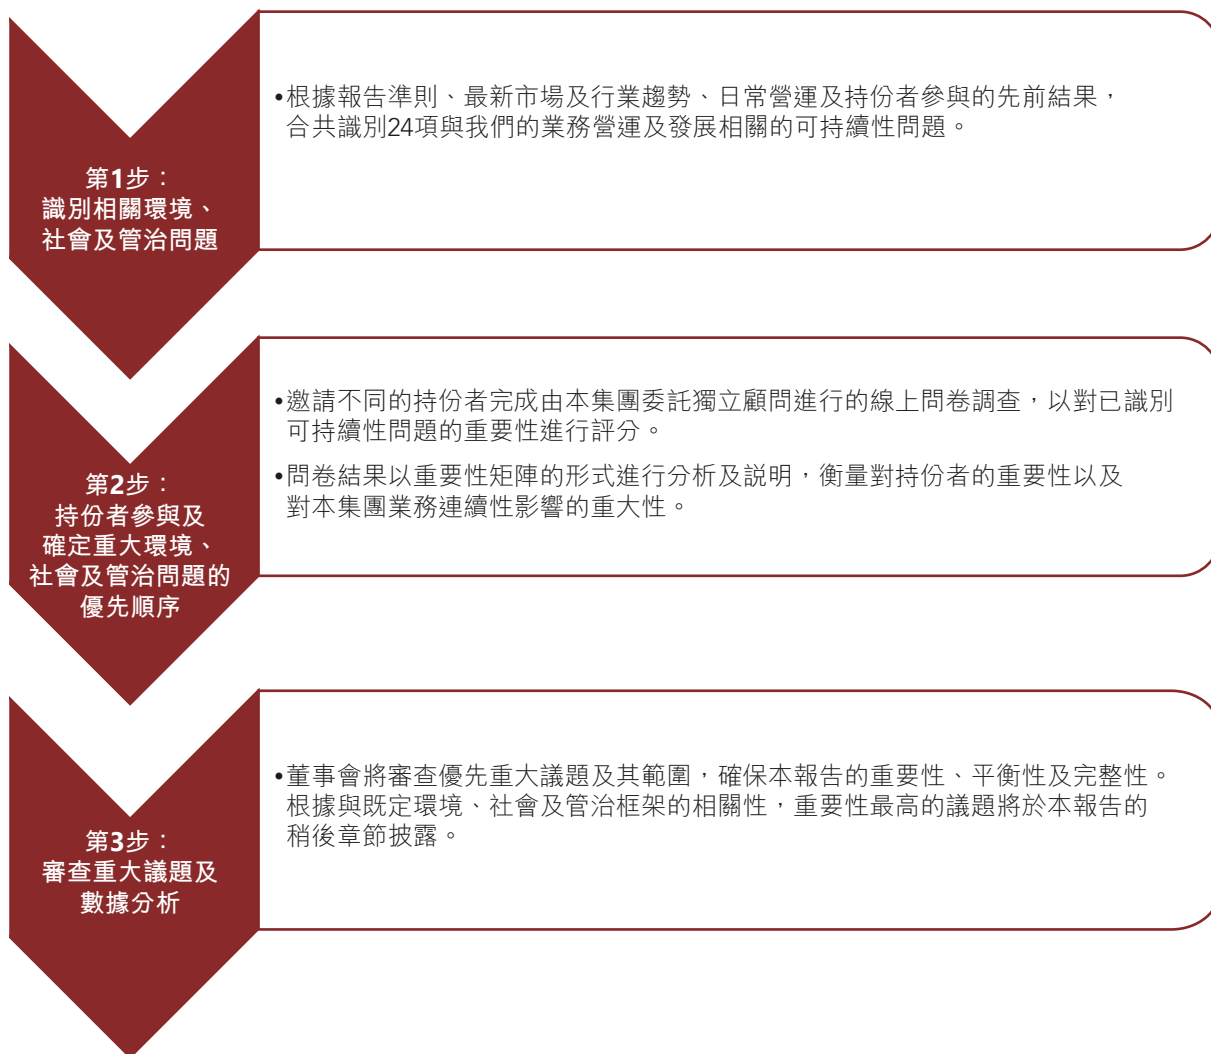 第1步：
識別相關環境、
社會及管治問題
•根據報告準則、最新市場及行業趨勢、日常營運及持份者參與的先前結果，
合共識別24項與我們的業務營運及發展相關的可持續性問題。
第2步：
持份者參與及
確定重大環境、
社會及管治問題的
優先順序
•邀請不同的持份者完成由本集團委託獨立顧問進行的線上問卷調查，以對已識別
可持續性問題的重要性進行評分。
•問卷結果以重要性矩陣的形式進行分析及説明，衡量對持份者的重要性以及
對本集團業務連續性影響的重大性。
第3步：
審查重大議題及
數據分析
•董事會將審查優先重大議題及其範圍，確保本報告的重要性、平衡性及完整性。
根據與既定環境、社會及管治框架的相關性，重要性最高的議題將於本報告的
稍後章節披露。